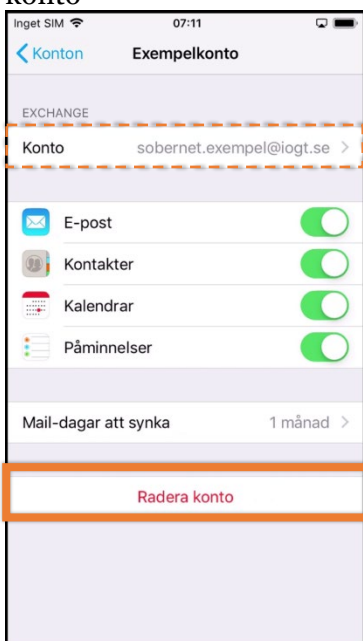 konto
Inget SIM 07:11
Konton Exempelkonto
EXCHANGE
Konto sobernet.exempel@iogt.se
E-post
Kontakter
Kalendrar
Påminnelser
Mail-dagar att synka 1 månad
Radera konto